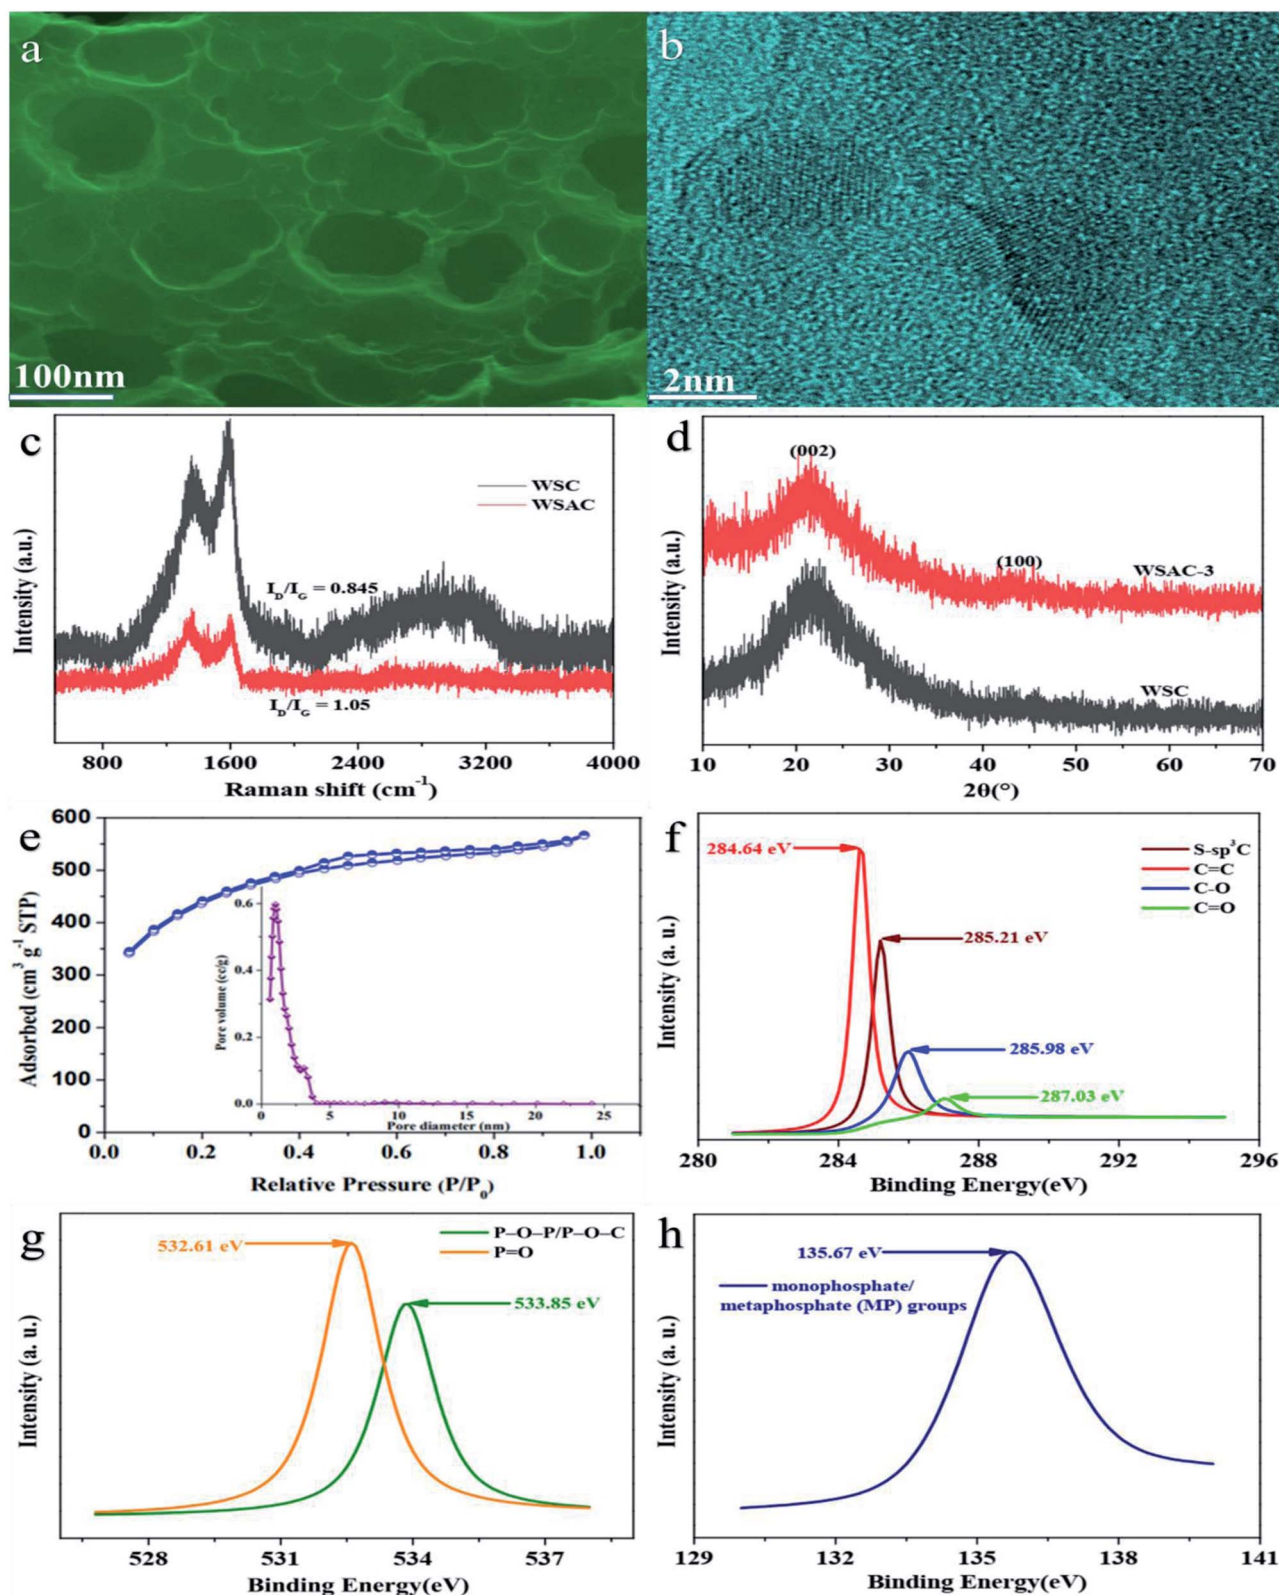 a
100nm
b
2nm
c
WSC
WSAC
I_D/I_G = 0.845
I_D/I_G = 1.05
Intensity (a.u.)
800 1600 2400 3200 4000
Raman shift (cm⁻¹)
d
(002)
(100)
WSAC-3
WSC
Intensity (a.u.)
10 20 30 40 50 60 70
2θ(°)
e
600
500
400
350
300
200
100
0
Adsorbed (cm³ g⁻¹ STP)
0.0 0.2 0.4 0.6 0.8 1.0
Relative Pressure (P/P₀)
0.6
0.4
0.2
0.0
Pore volume (cc/g)
0 5 10 15 20 25
Pore diameter (nm)
f
284.64 eV
285.21 eV
285.98 eV
287.03 eV
S-sp³C
C=C
C-O
C=O
Intensity (a. u.)
280 284 288 292 296
Binding Energy(eV)
g
532.61 eV
533.85 eV
P–O–P/P–O–C
P=O
Intensity (a. u.)
528 531 534 537
Binding Energy(eV)
h
135.67 eV
monophosphate/
metaphosphate (MP) groups
Intensity (a. u.)
129 132 135 138 141
Binding Energy(eV)